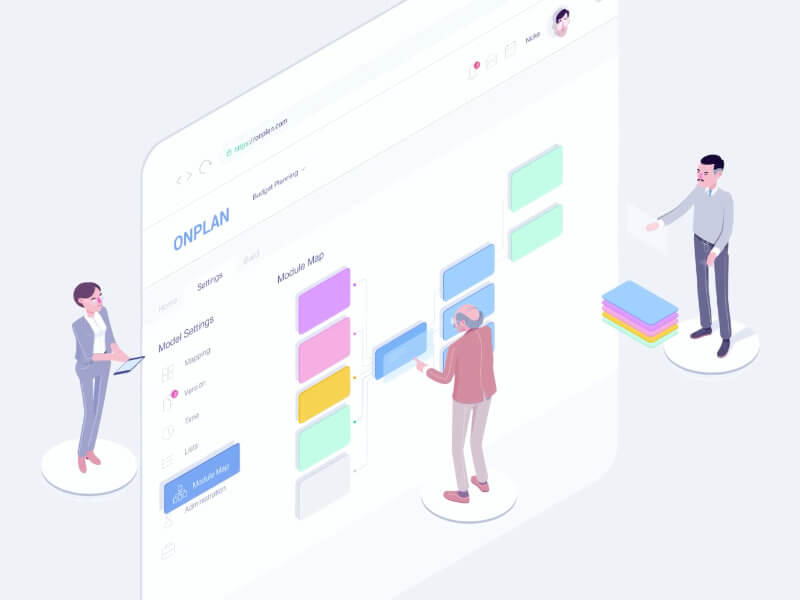 https://onplan.com
Nicke
ONPLAN
Budget Planning
Home
Settings
Build
Module Map
Model Settings
Mapping
Version
Time
Lists
Module Map
Administration